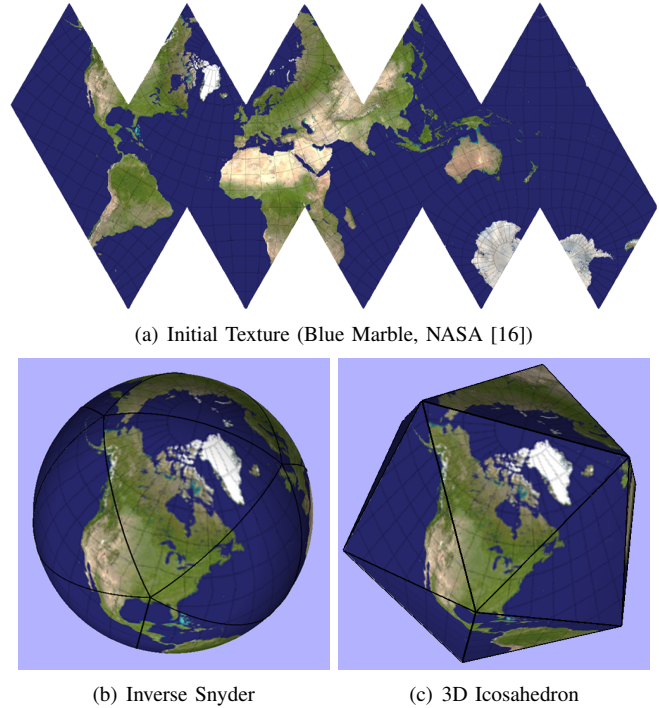 (a) Initial Texture (Blue Marble, NASA [16])
(b) Inverse Snyder
(c) 3D Icosahedron